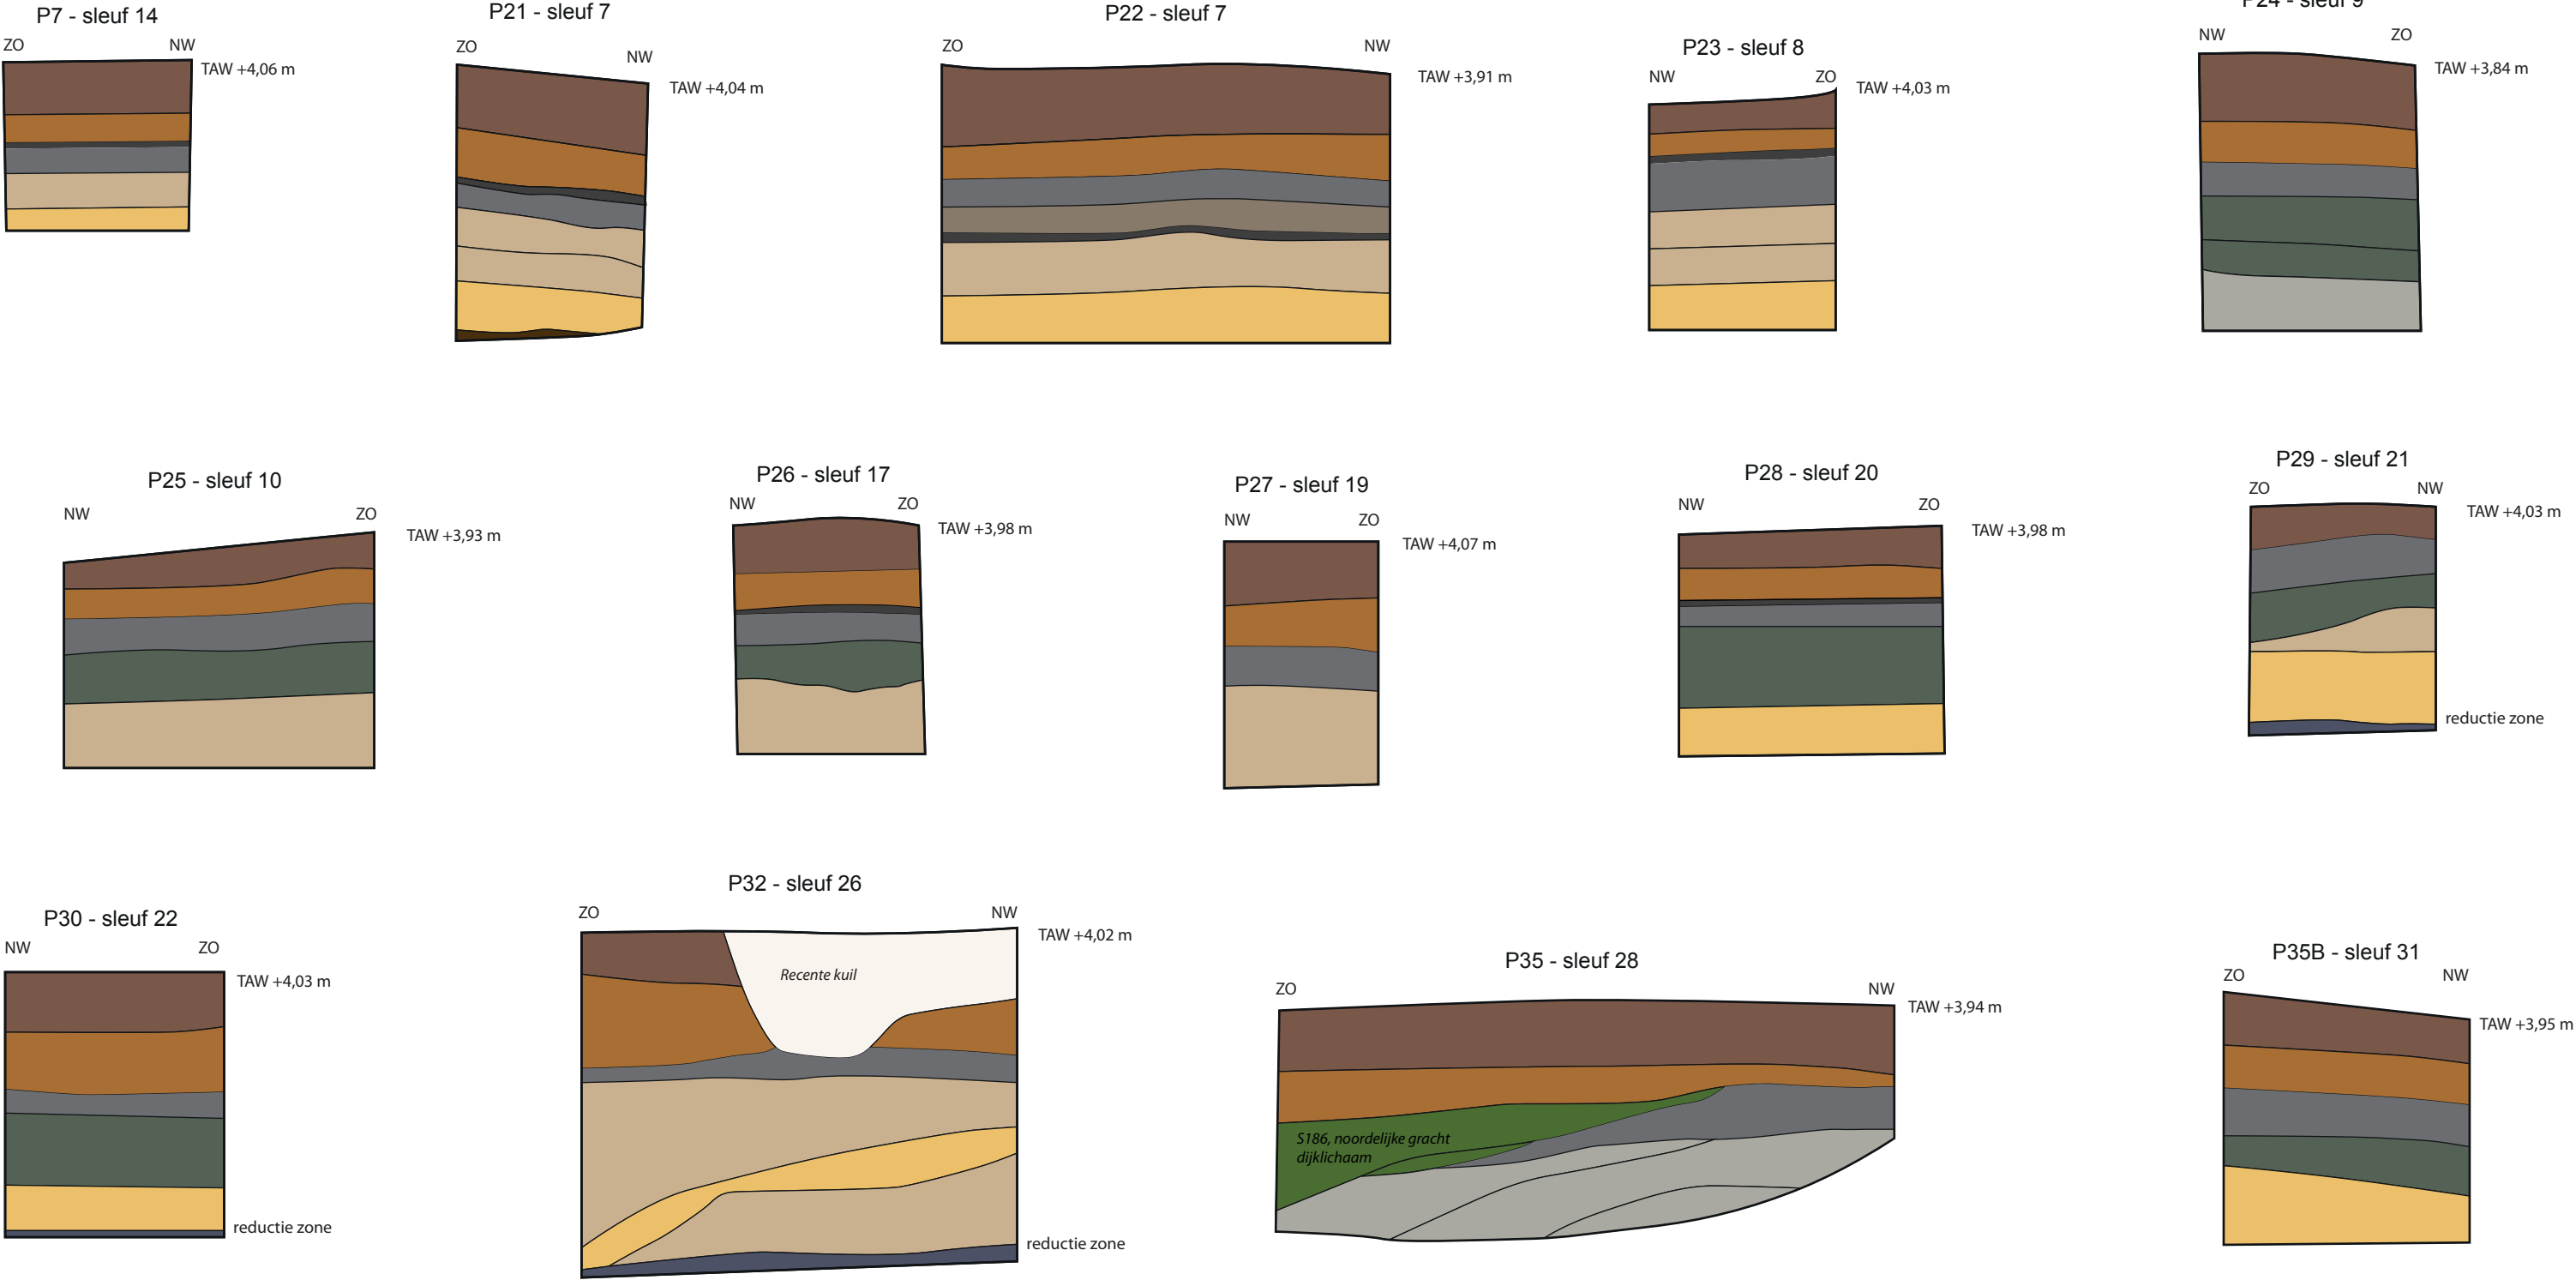 P7 - sleuf 14
ZO NW
TAW +4,06 m
P21 - sleuf 7
ZO NW
TAW +4,04 m
P22 - sleuf 7
ZO NW
TAW +3,91 m
P23 - sleuf 8
NW ZO
TAW +4,03 m
P24 - sleuf 9
NW ZO
TAW +3,84 m
P25 - sleuf 10
NW ZO
TAW +3,93 m
P26 - sleuf 17
NW ZO
TAW +3,98 m
P27 - sleuf 19
NW ZO
TAW +4,07 m
P28 - sleuf 20
NW ZO
TAW +3,98 m
P29 - sleuf 21
ZO NW
TAW +4,03 m
reductie zone
P30 - sleuf 22
NW ZO
TAW +4,03 m
reductie zone
P32 - sleuf 26
ZO NW
TAW +4,02 m
Recente kuil
reductie zone
P35 - sleuf 28
ZO NW
TAW +3,94 m
S186, noordelijke gracht
dijklichaam
P35B - sleuf 31
ZO NW
TAW +3,95 m